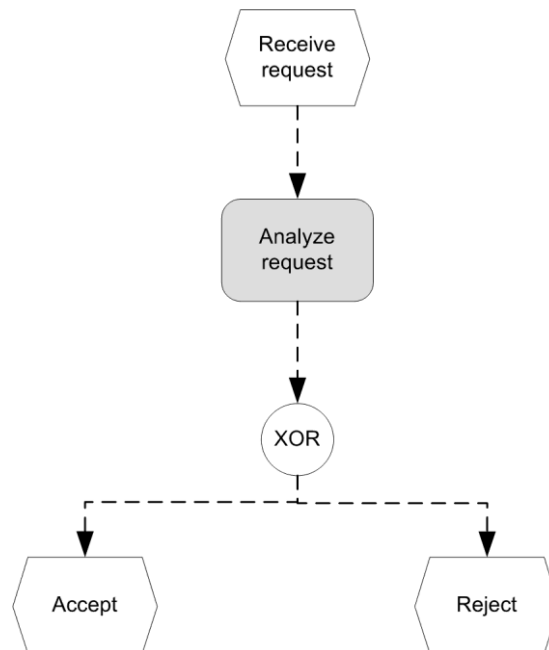 Receive
request
Analyze
request
XOR
Accept
Reject